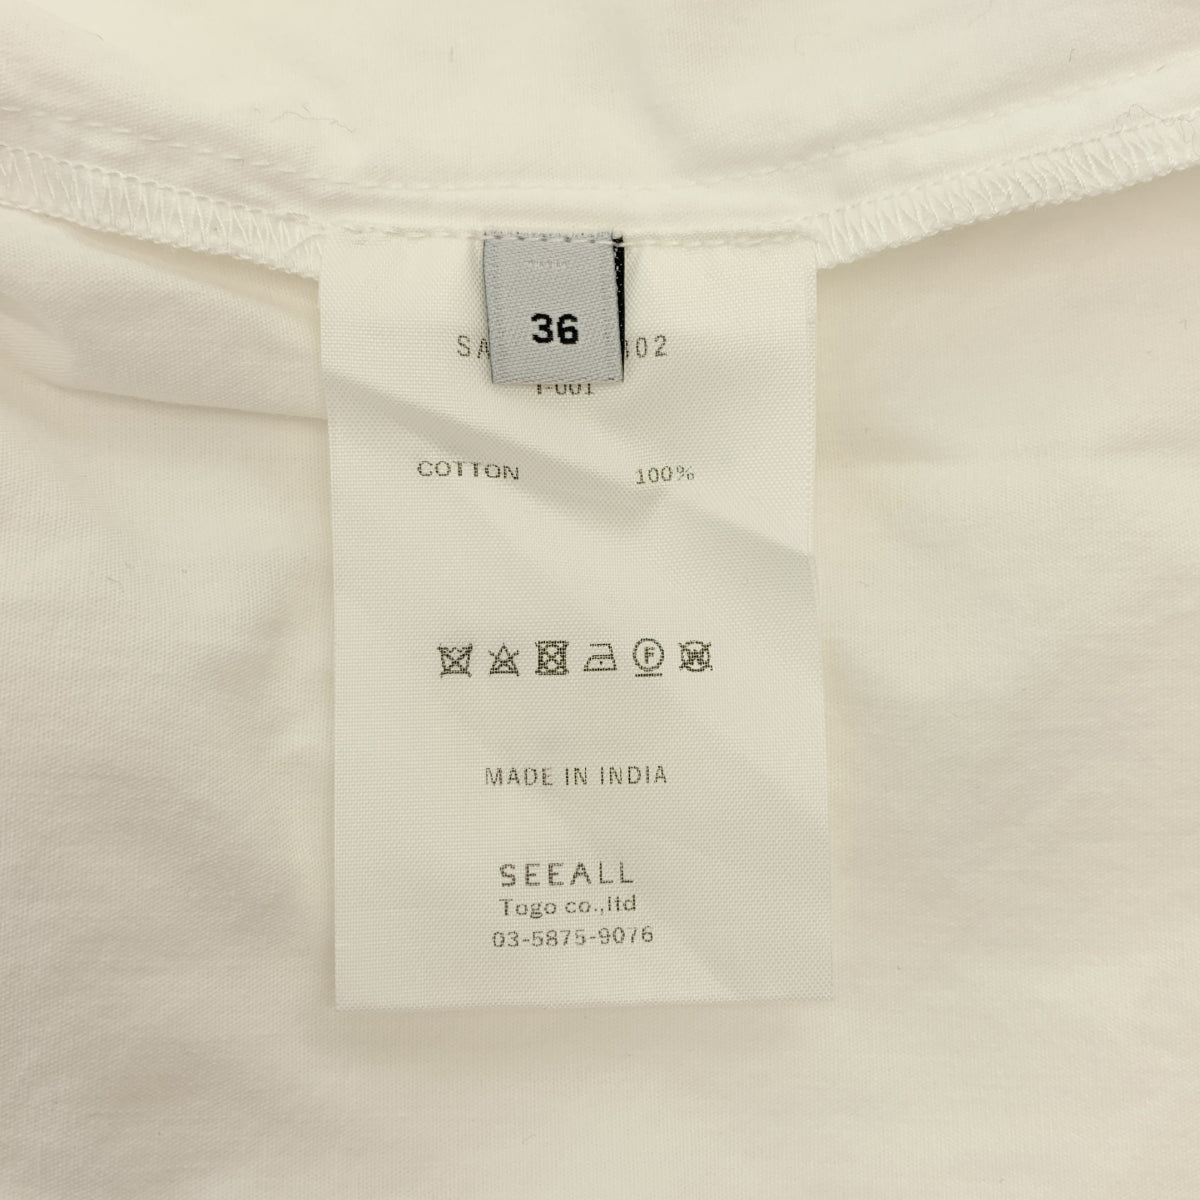 36
COTTON 100%
F
W
MADE IN INDIA
SEEALL
Togo co.,ltd
03-5875-9076